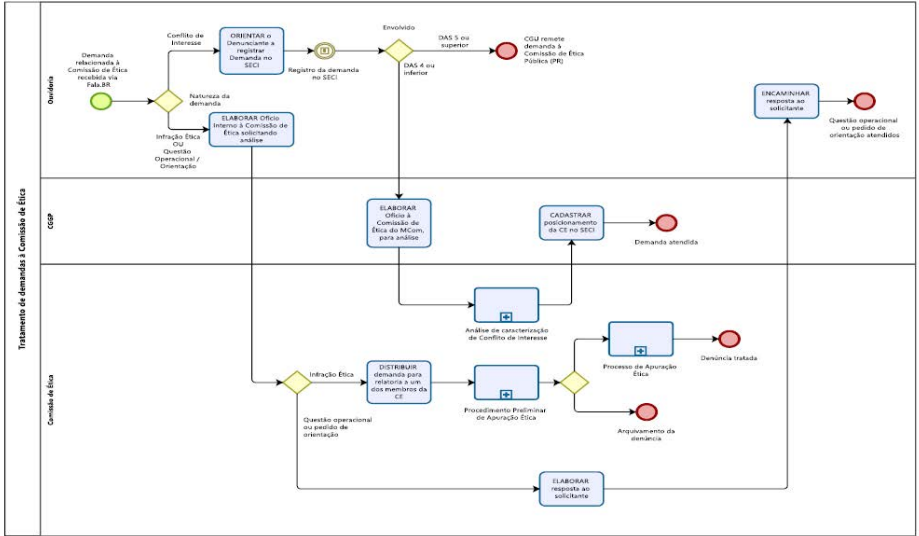 Tratamento de demandas à Comissão de Ética
Ouvidoria
Demanda
relacionada à
Comissão de Ética
recebida via
Fala.BR
Natureza da
demanda
Conflito de
Interesse
ORIENTAR o
Denunciante a
registrar
Demanda no SECI
Registro da demanda
no SECI
Envolvido
DAS 5 ou
superior
CGU remete
demanda à
Comissão de Ética
Pública (PR)
DAS 4 ou
inferior
Infração Ética
OU
Questão
Operacional /
Orientação
ELABORAR Ofício
Interno à Comissão de
Ética solicitando
análise
ENCAMINHAR
resposta ao
solicitante
Questão operacional
ou pedido de
orientação atendidos
CGGP
ELABORAR
Ofício à
Comissão de
Ética do MCom,
para análise
CADASTRAR
posicionamento
da CE no SECI
Demanda atendida
Comissão de Ética
Análise de caracterização
de Conflito de Interesse
Infração Ética
DISTRIBUIR
demanda para
relatoria a um
dos membros da
CE
Procedimento Preliminar
de Apuração Ética
Processo de Apuração
Ética
Denúncia tratada
Arquivamento da
denúncia
Questão operacional
ou pedido de
orientação
ELABORAR
resposta ao
solicitante